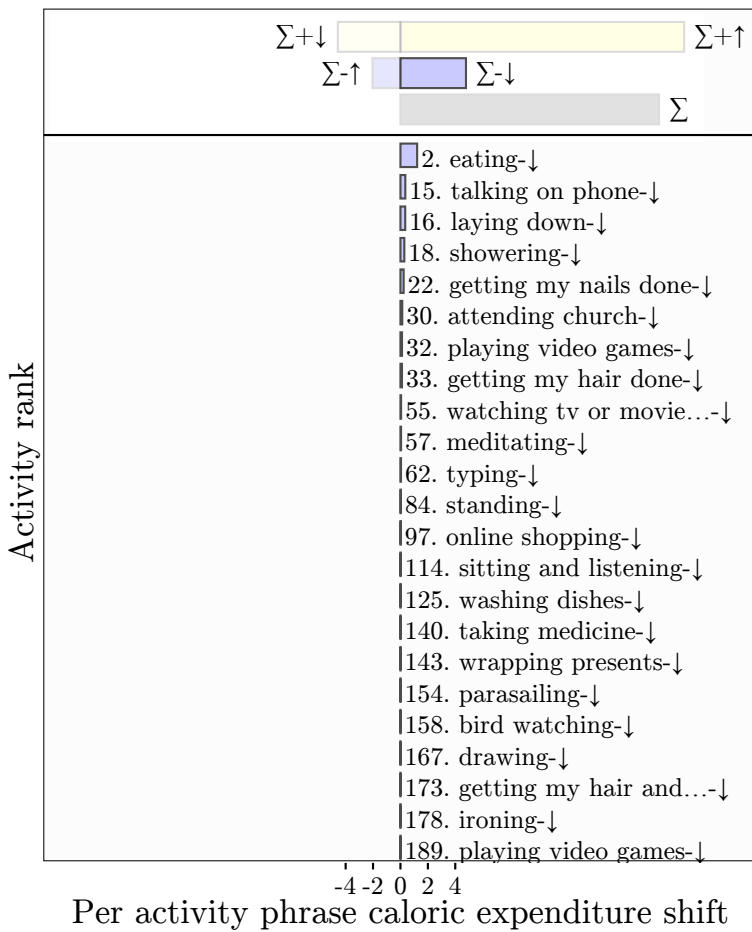 ∑+↓ ∑+↑
∑-↑ ∑-↓
∑
2. eating-↓
15. talking on phone-↓
16. laying down-↓
18. showering-↓
22. getting my nails done-↓
30. attending church-↓
32. playing video games-↓
33. getting my hair done-↓
55. watching tv or movie...-↓
57. meditating-↓
62. typing-↓
84. standing-↓
97. online shopping-↓
114. sitting and listening-↓
125. washing dishes-↓
140. taking medicine-↓
143. wrapping presents-↓
154. parasailing-↓
158. bird watching-↓
167. drawing-↓
173. getting my hair and...-↓
178. ironing-↓
189. playing video games-↓
Activity rank
-4 -2 0 2 4
Per activity phrase caloric expenditure shift